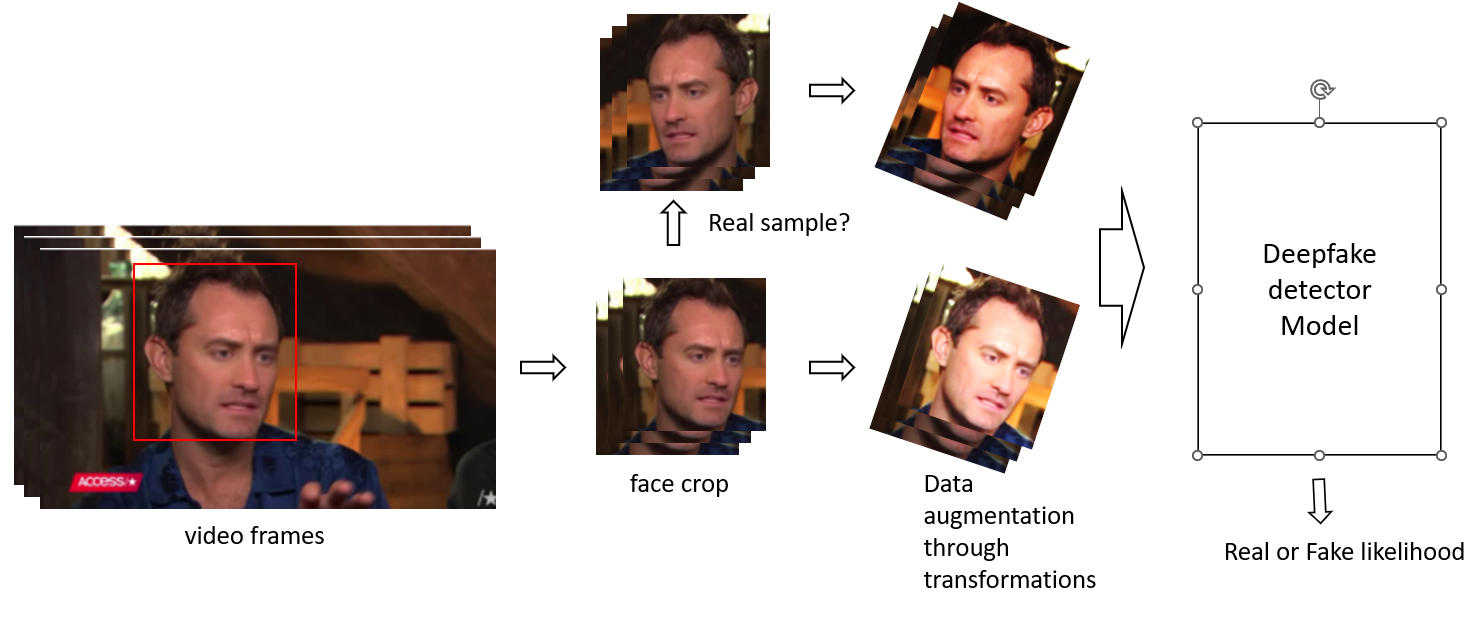 Real sample?
ACCESS
video frames
face crop
Data
augmentation
through
transformations
Deepfake
detector
Model
Real or Fake likelihood